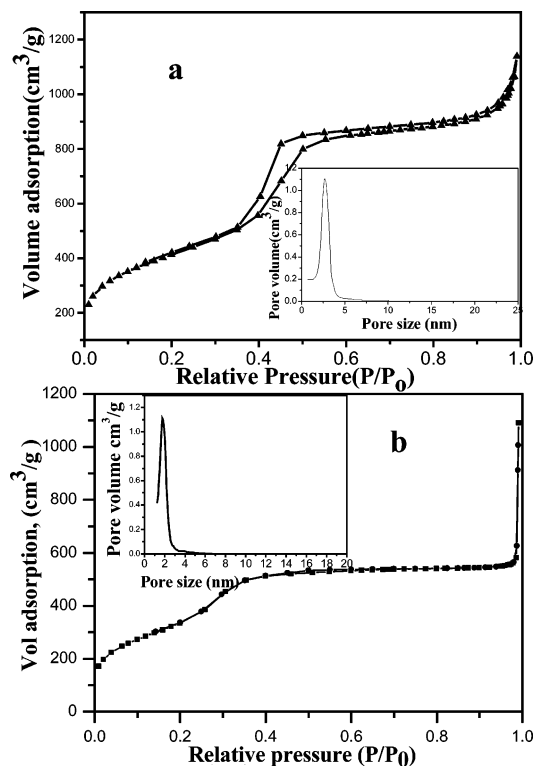 a
Volume adsorption(cm³/g)
1200
1000
800
600
400
200
0.0 0.2 0.4 0.6 0.8 1.0
Relative Pressure(P/P₀)
Pore volume(cm³/g)
1.2
1.0
0.8
0.6
0.4
0.2
0.0
0 5 10 15 20 25
Pore size (nm)
b
Vol adsorption, (cm³/g )
1200
1000
800
600
400
200
0
0.0 0.2 0.4 0.6 0.8 1.0
Relative pressure (P/P₀)
Pore volume cm³/g
1.2
1.0
0.8
0.6
0.4
0.2
0.0
0 2 4 6 8 10 12 14 16 18 20
Pore size (nm)